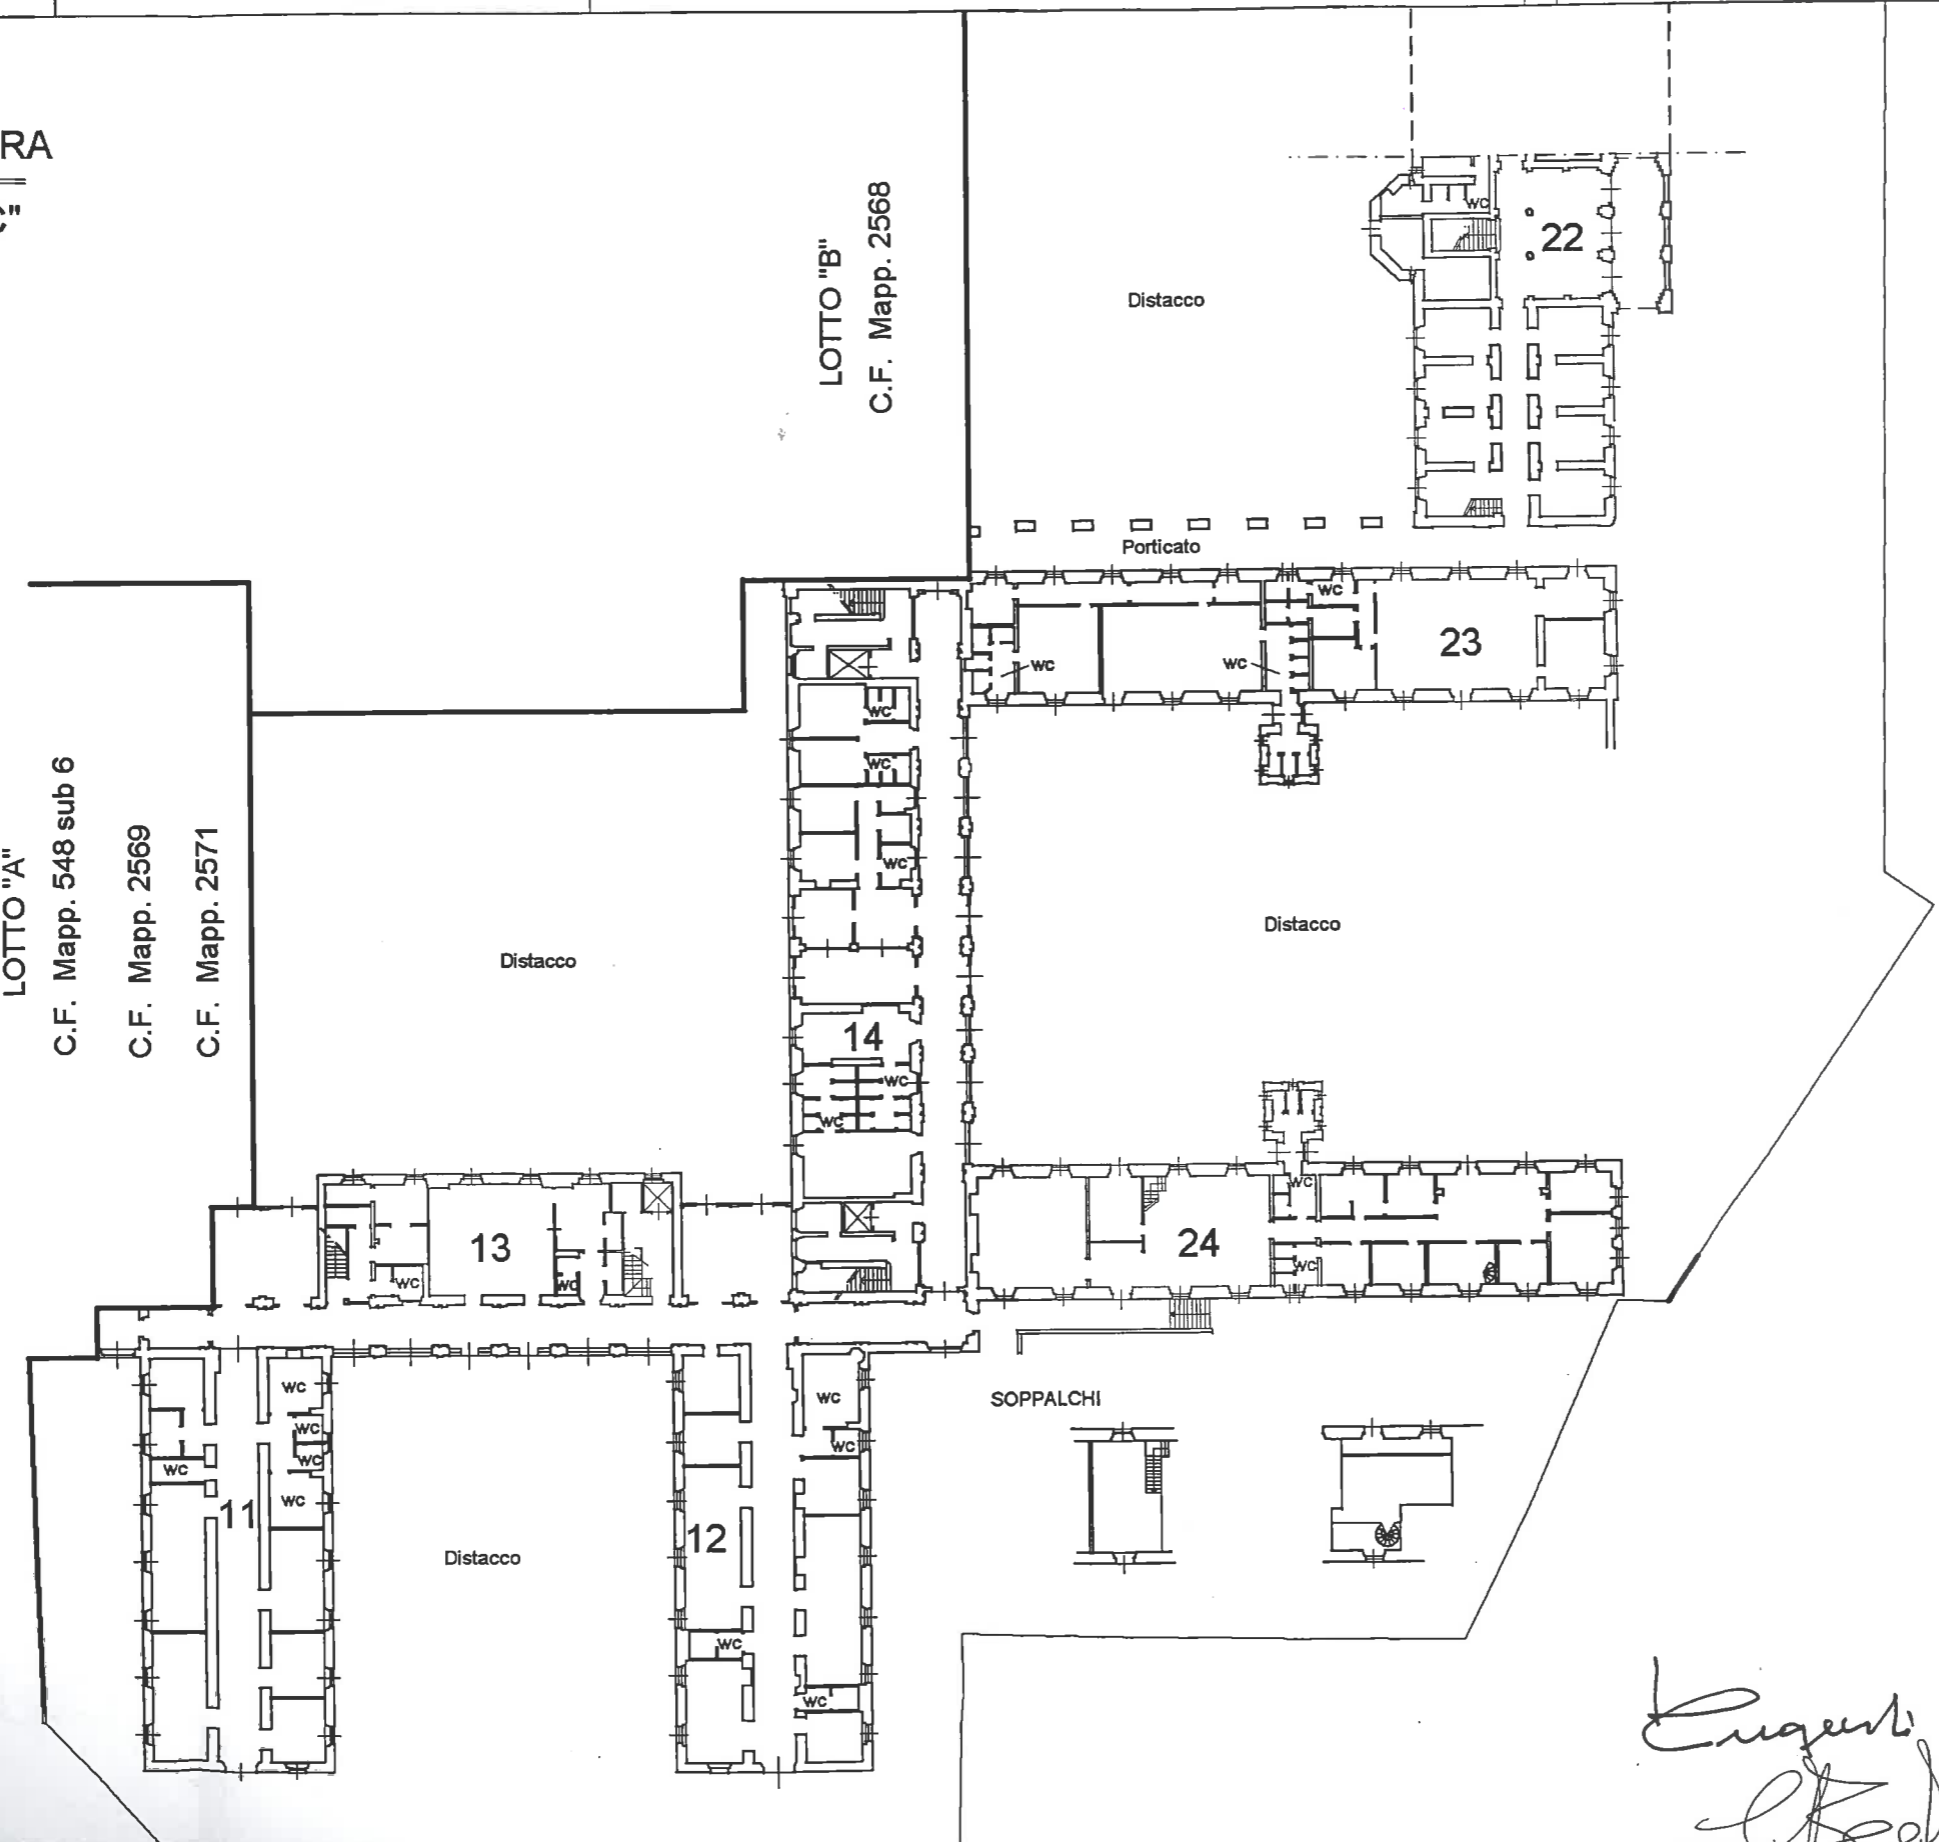 RA
C"
LOTTO "B"
C.F. Mapp. 2568
WC
22
Distacco
Porticato
WC
23
WC
WC
WC
WC
WC
LOTTO "A"
C.F. Mapp. 548 sub 6
C.F. Mapp. 2569
C.F. Mapp. 2571
Distacco
Distacco
14
WC
WC
13
WC
WC
WC
24
WC
SOPPALCHI
WC
WC
WC
WC
WC
11
WC
WC
12
Distacco
WC
WC